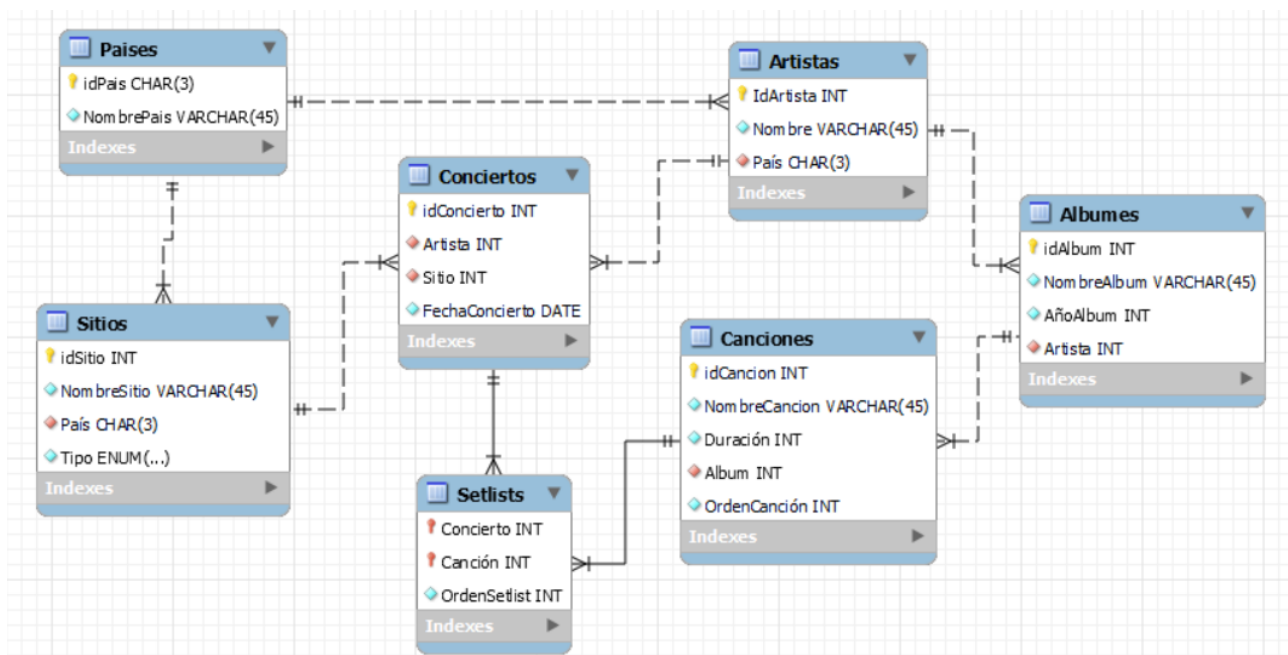 Paises
idPais CHAR(3)
NombrePais VARCHAR(45)
Indexes
Artistas
IdArtista INT
Nombre VARCHAR(45)
País CHAR(3)
Indexes
Conciertos
idConcierto INT
Artista INT
Sitio INT
FechaConcierto DATE
Indexes
Albumes
idAlbum INT
NombreAlbum VARCHAR(45)
AñoAlbum INT
Artista INT
Indexes
Sitios
idSitio INT
NombreSitio VARCHAR(45)
País CHAR(3)
Tipo ENUM(...)
Indexes
Canciones
idCancion INT
NombreCancion VARCHAR(45)
Duración INT
Album INT
OrdenCanción INT
Indexes
Setlists
Concierto INT
Canción INT
OrdenSetlist INT
Indexes